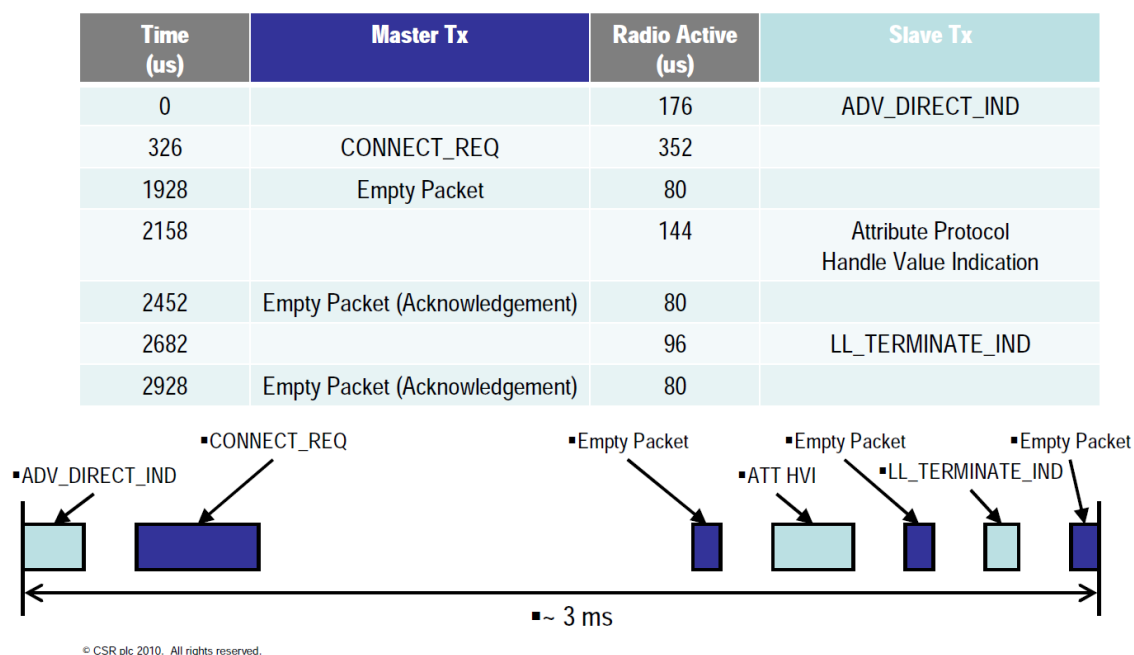 Time (us) Master Tx Radio Active (us) Slave Tx
0 176 ADV_DIRECT_IND
326 CONNECT_REQ 352
1928 Empty Packet 80
2158 144 Attribute Protocol Handle Value Indication
2452 Empty Packet (Acknowledgement) 80
2682 96 LL_TERMINATE_IND
2928 Empty Packet (Acknowledgement) 80
▪CONNECT_REQ ▪Empty Packet ▪Empty Packet ▪Empty Packet
▪ADV_DIRECT_IND ▪ATT HVI ▪LL_TERMINATE_IND
▪~ 3 ms
© CSR plc 2010. All rights reserved.